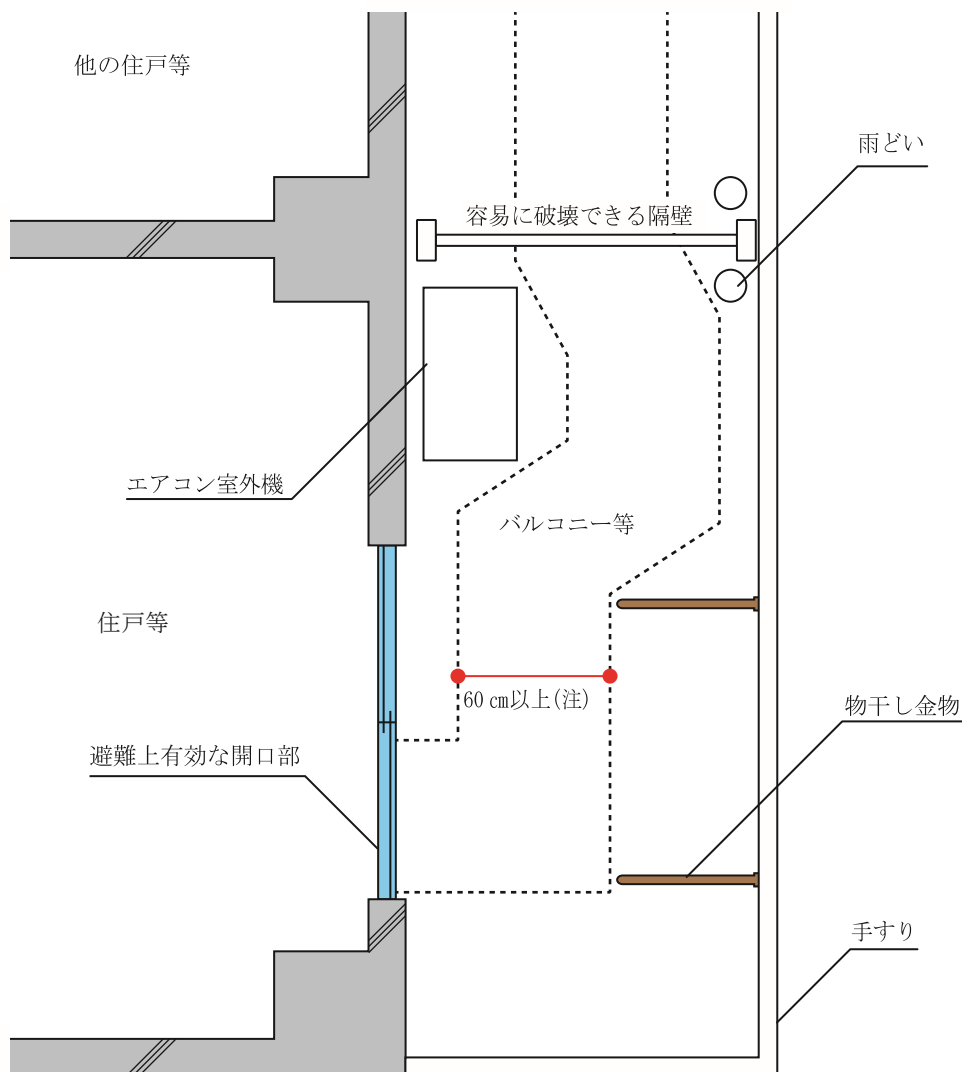 他の住戸等
雨どい
容易に破壊できる隔壁
エアコン室外機
バルコニー等
住戸等
60 ㎝以上(注)
物干し金物
避難上有効な開口部
手すり